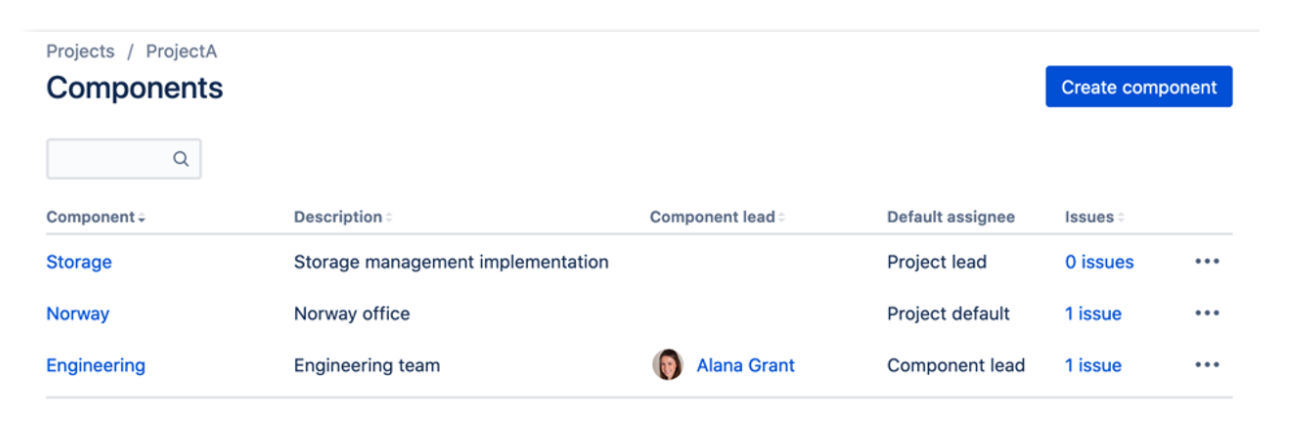 Projects / ProjectA
Components
Create component
Component Description Component lead Default assignee Issues
Storage Storage management implementation Project lead 0 issues
Norway Norway office Project default 1 issue
Engineering Engineering team Alana Grant Component lead 1 issue